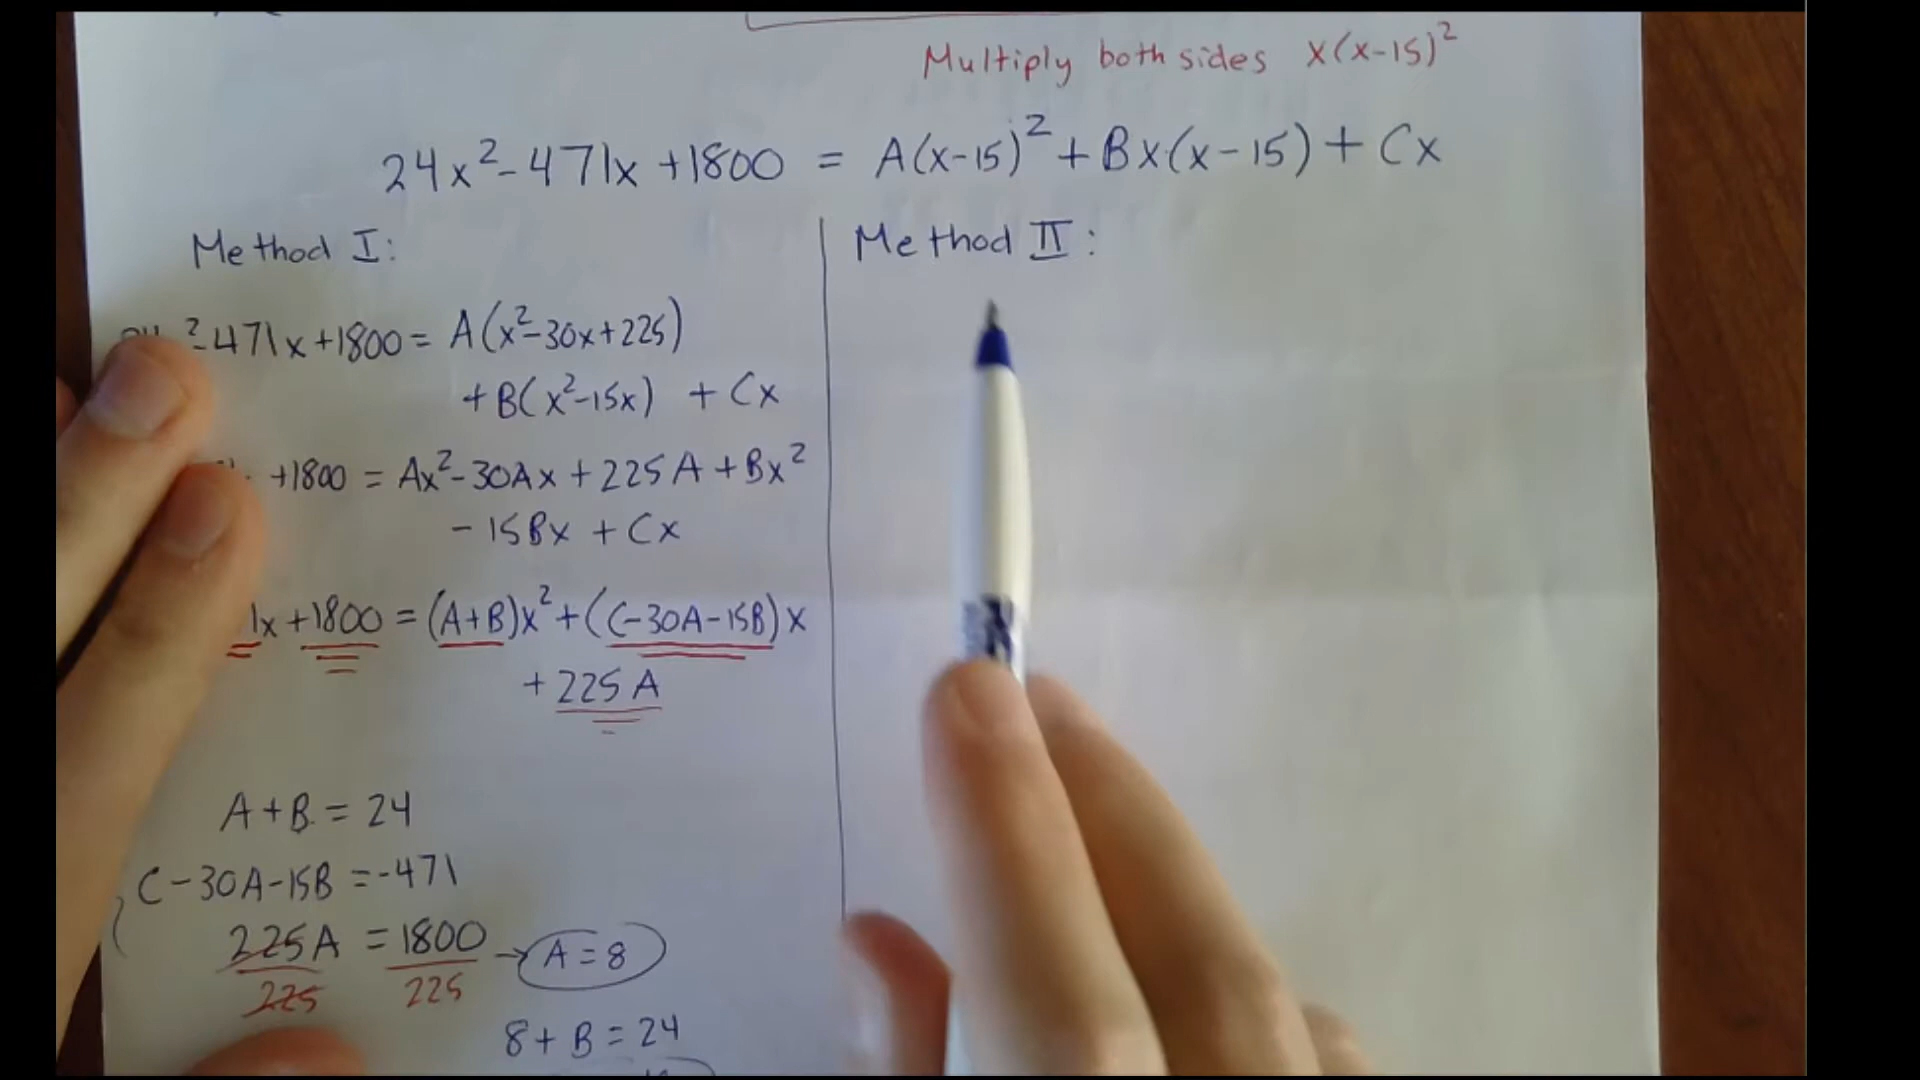 Multiply both sides x(x-15)²
24x²-471x+1800 = A(x-15)²+Bx(x-15)+Cx
Method I:
²-471x+1800= A(x²-30x+225)
+B(x²-15x) + Cx
+1800 = Ax²-30Ax+225A+Bx²
- 15Bx + Cx
1x+1800=(A+B)x²+(C-30A-15B)x
+225A
A+B=24
C-30A-15B=-471
225A = 1800 → A=8
225 225
8+B=24
Method II: